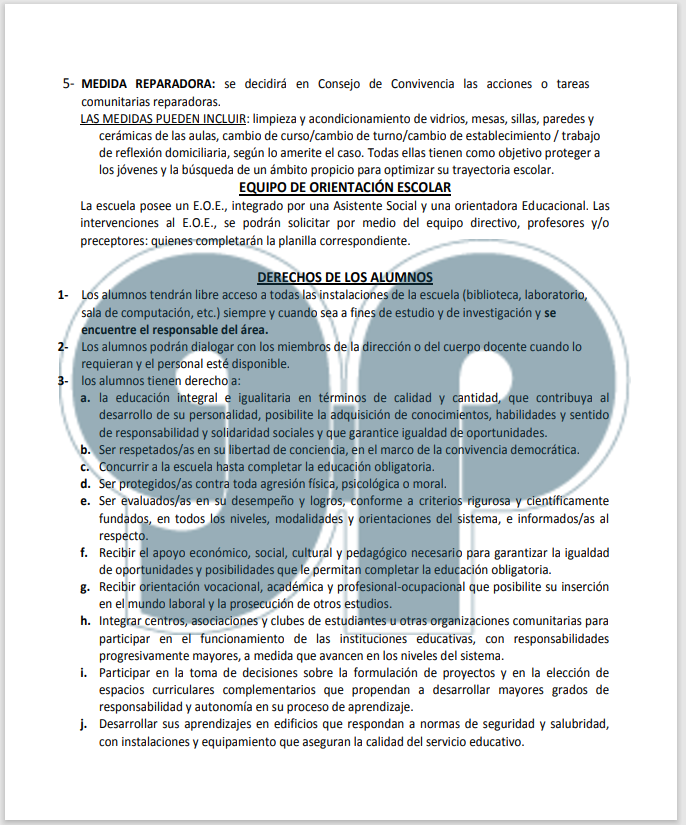 5- MEDIDA REPARADORA: se decidirá en Consejo de Convivencia las acciones o tareas
comunitarias reparadoras.
LAS MEDIDAS PUEDEN INCLUIR: limpieza y acondicionamiento de vidrios, mesas, sillas, paredes y
cerámicas de las aulas, cambio de curso/cambio de turno/cambio de establecimiento / trabajo
de reflexión domiciliaria, según lo amerite el caso. Todas ellas tienen como objetivo proteger a
los jóvenes y la búsqueda de un ámbito propicio para optimizar su trayectoria escolar.
EQUIPO DE ORIENTACIÓN ESCOLAR
La escuela posee un E.O.E., integrado por una Asistente Social y una orientadora Educacional. Las
intervenciones al E.O.E., se podrán solicitar por medio del equipo directivo, profesores y/o
preceptores: quienes completarán la planilla correspondiente.
DERECHOS DE LOS ALUMNOS
1- Los alumnos tendrán libre acceso a todas las instalaciones de la escuela (biblioteca, laboratorio,
sala de computación, etc.) siempre y cuando sea a fines de estudio y de investigación y se
encuentre el responsable del área.
2- Los alumnos podrán dialogar con los miembros de la dirección o del cuerpo docente cuando lo
requieran y el personal esté disponible.
3- los alumnos tienen derecho a:
a. la educación integral e igualitaria en términos de calidad y cantidad, que contribuya al
desarrollo de su personalidad, posibilite la adquisición de conocimientos, habilidades y sentido
de responsabilidad y solidaridad sociales y que garantice igualdad de oportunidades.
b. Ser respetados/as en su libertad de conciencia, en el marco de la convivencia democrática.
c. Concurrir a la escuela hasta completar la educación obligatoria.
d. Ser protegidos/as contra toda agresión física, psicológica o moral.
e. Ser evaluados/as en su desempeño y logros, conforme a criterios rigurosa y científicamente
fundados, en todos los niveles, modalidades y orientaciones del sistema, e informados/as al
respecto.
f. Recibir el apoyo económico, social, cultural y pedagógico necesario para garantizar la igualdad
de oportunidades y posibilidades que le permitan completar la educación obligatoria.
g. Recibir orientación vocacional, académica y profesional-ocupacional que posibilite su inserción
en el mundo laboral y la prosecución de otros estudios.
h. Integrar centros, asociaciones y clubes de estudiantes u otras organizaciones comunitarias para
participar en el funcionamiento de las instituciones educativas, con responsabilidades
progresivamente mayores, a medida que avancen en los niveles del sistema.
i. Participar en la toma de decisiones sobre la formulación de proyectos y en la elección de
espacios curriculares complementarios que propendan a desarrollar mayores grados de
responsabilidad y autonomía en su proceso de aprendizaje.
j. Desarrollar sus aprendizajes en edificios que respondan a normas de seguridad y salubridad,
con instalaciones y equipamiento que aseguran la calidad del servicio educativo.